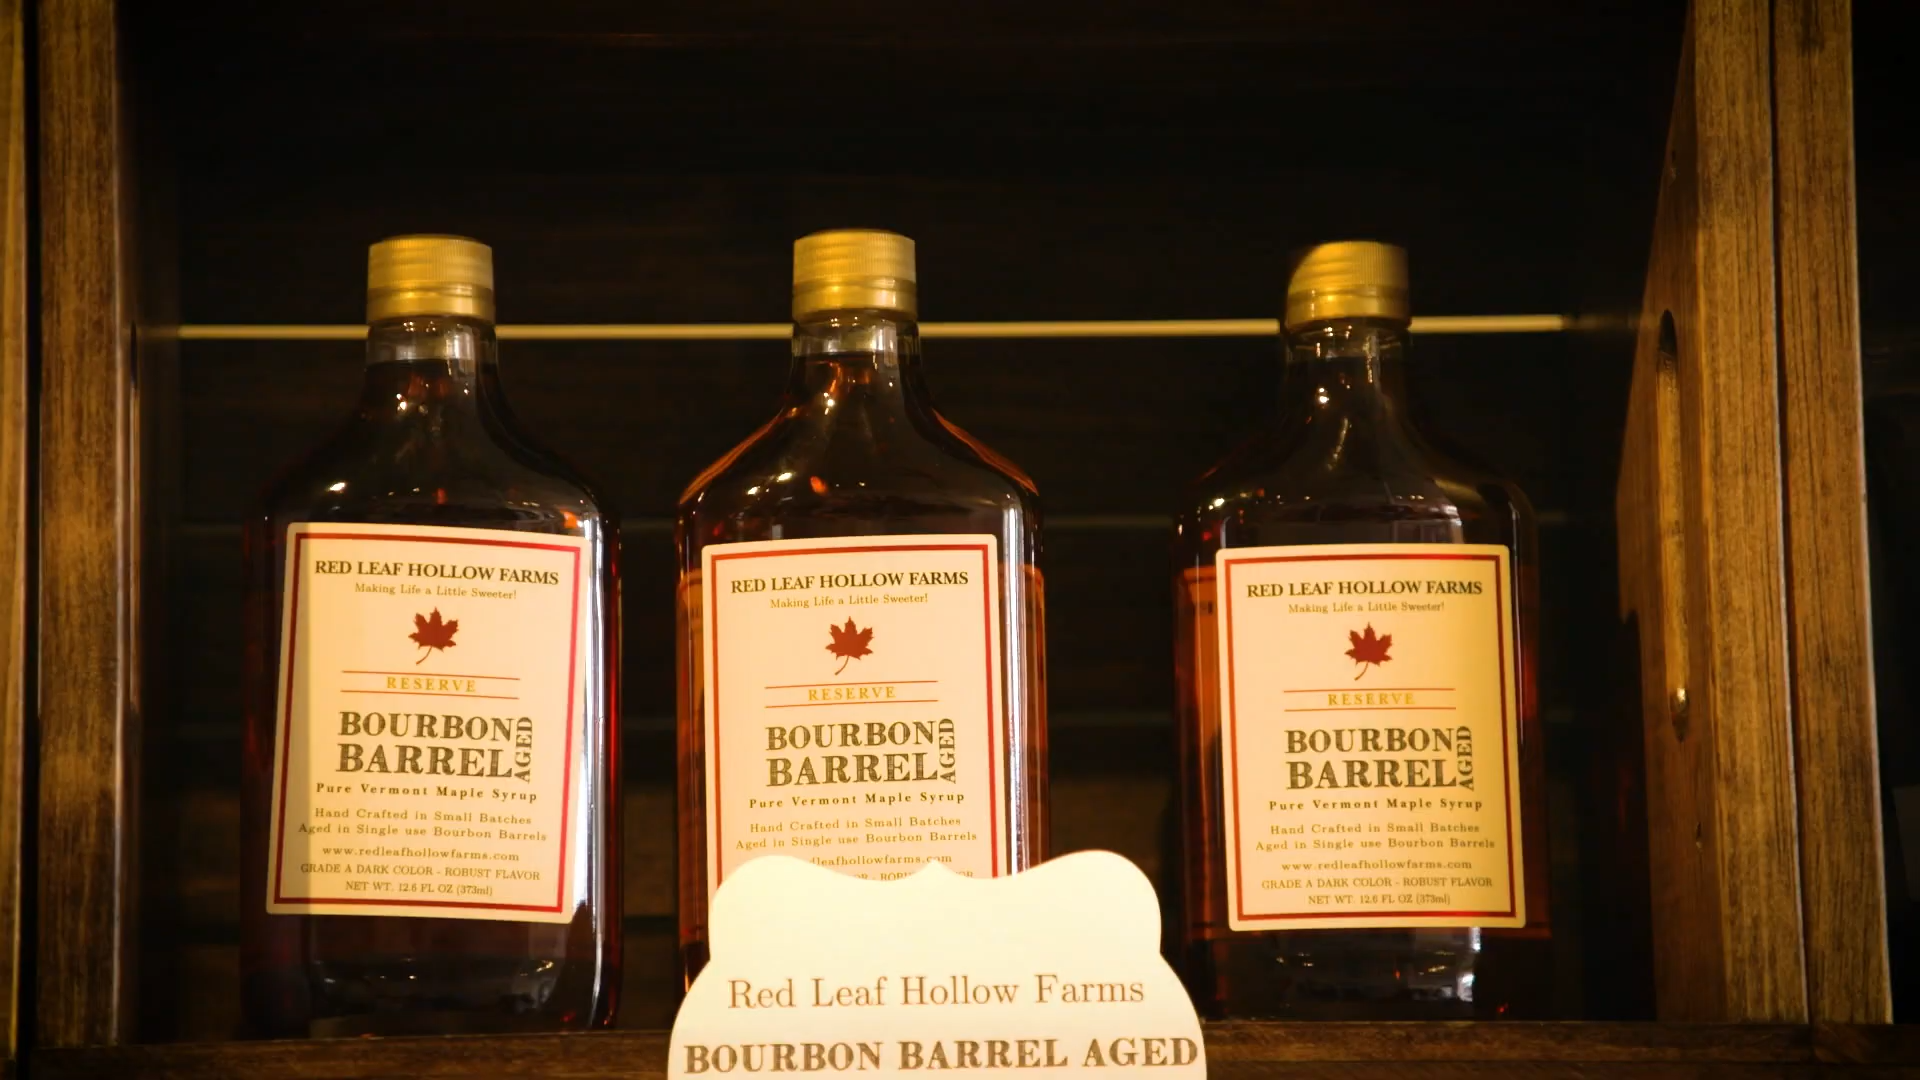 RED LEAF HOLLOW FARMS
Making Life a Little Sweeter!
RESERVE
BOURBON
BARREL
AGED
Pure Vermont Maple Syrup
Hand Crafted in Small Batches
Aged in Single use Bourbon Barrels
www.redleafhollowfarms.com
GRADE A DARK COLOR - ROBUST FLAVOR
NET WT. 12.6 FL OZ (373ml)
RED LEAF HOLLOW FARMS
Making Life a Little Sweeter!
RESERVE
BOURBON
BARREL
AGED
Pure Vermont Maple Syrup
Hand Crafted in Small Batches
Aged in Single use Bourbon Barrels
RED LEAF HOLLOW FARMS
Making Life a Little Sweeter!
RESERVE
BOURBON
BARREL
AGED
Pure Vermont Maple Syrup
Hand Crafted in Small Batches
Aged in Single use Bourbon Barrels
www.redleafhollowfarms.com
GRADE A DARK COLOR - ROBUST FLAVOR
NET WT. 12.6 FL OZ (373ml)
Red Leaf Hollow Farms
BOURBON BARREL AGED